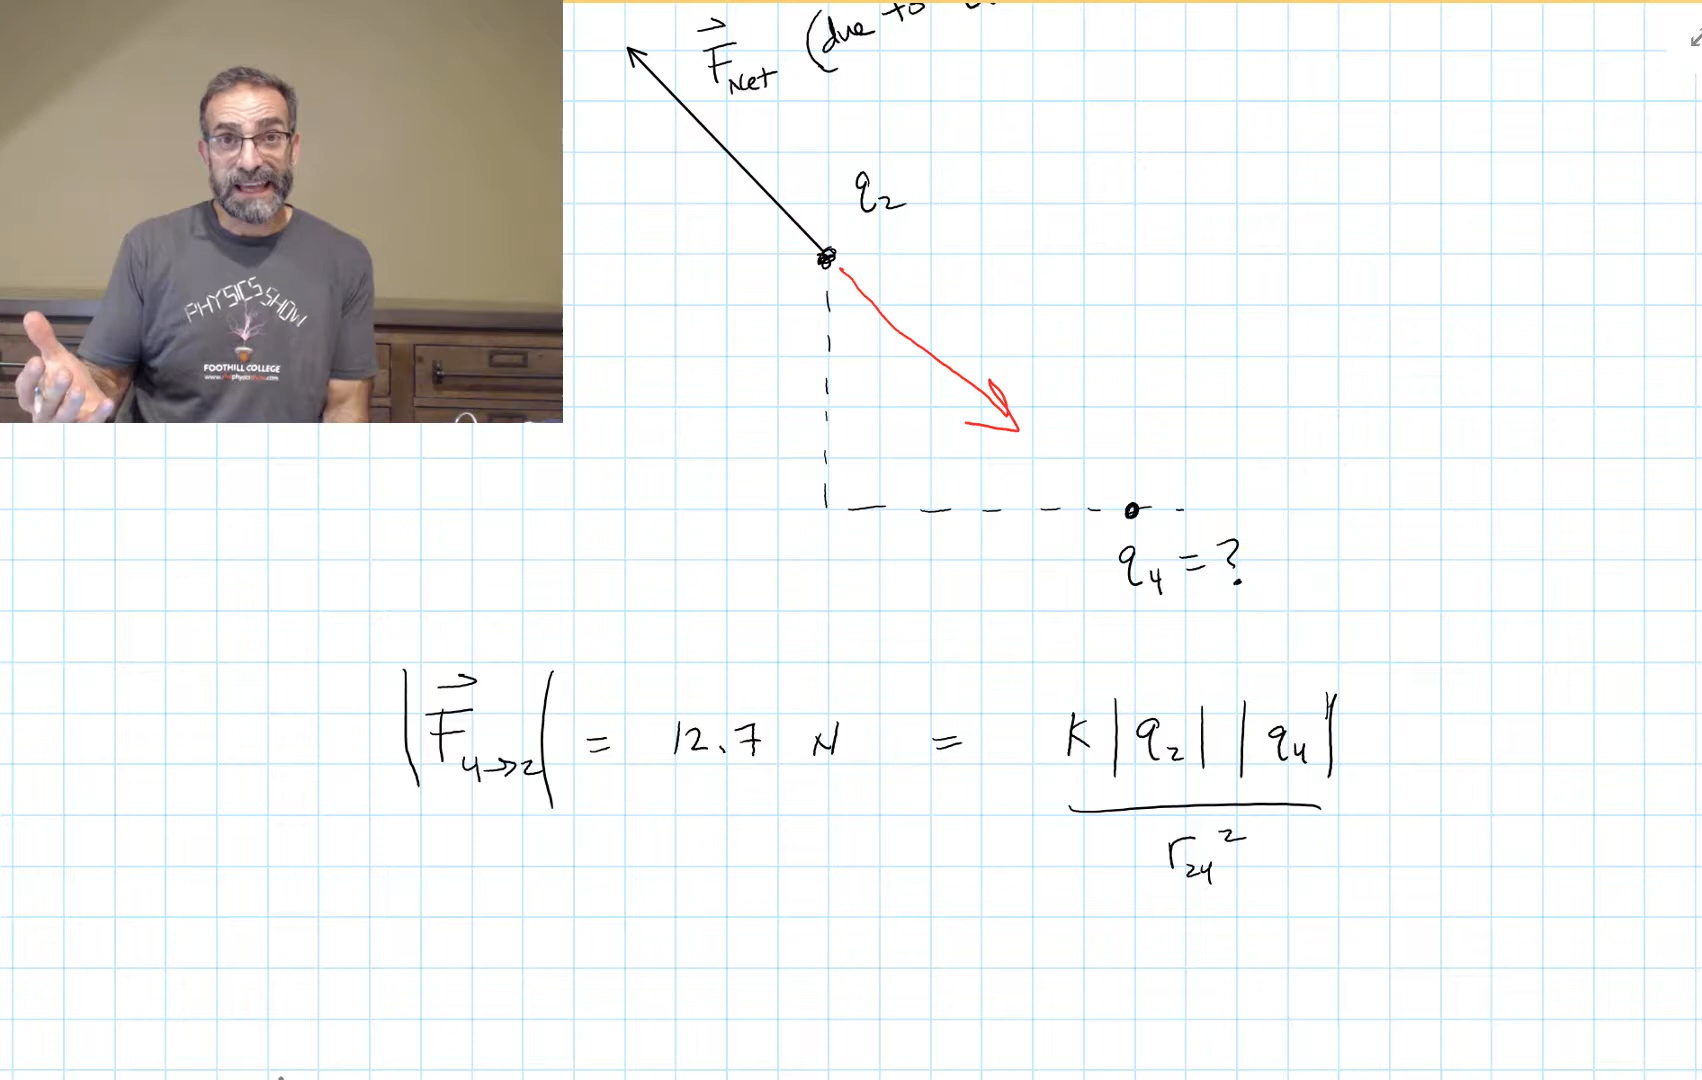 F⃗Net (due to
q₂
PHYSICS SHOW
FOOTHILL COLLEGE
q₄ = ?
|F⃗₄→₂| = 12.7 N = K |q₂| |q₄| / r₂₄²